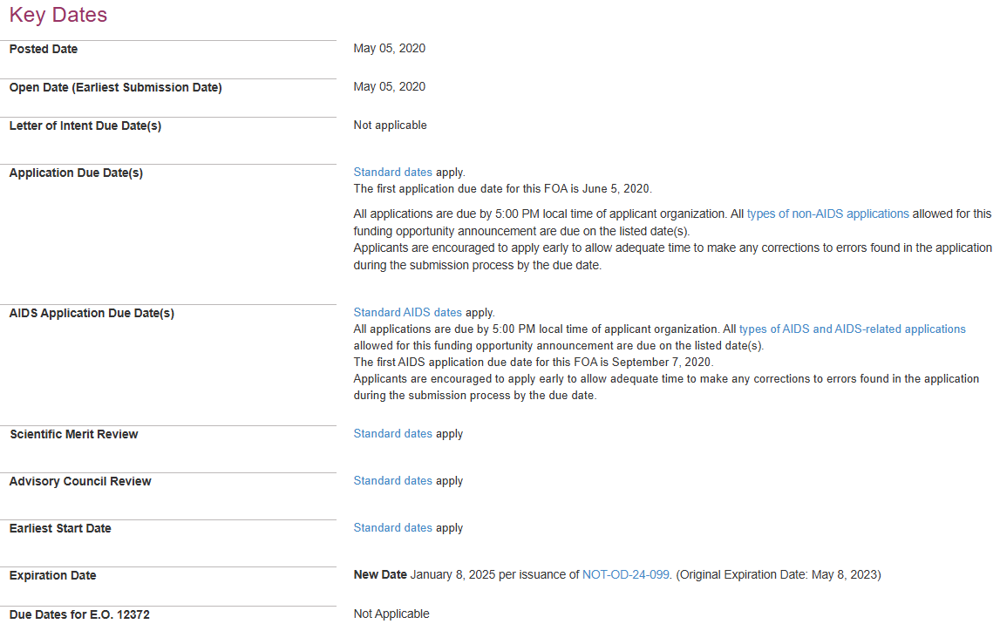 Key Dates
Posted Date
May 05, 2020
Open Date (Earliest Submission Date)
May 05, 2020
Letter of Intent Due Date(s)
Not applicable
Application Due Date(s)
Standard dates apply.
The first application due date for this FOA is June 5, 2020.
All applications are due by 5:00 PM local time of applicant organization. All types of non-AIDS applications allowed for this
funding opportunity announcement are due on the listed date(s).
Applicants are encouraged to apply early to allow adequate time to make any corrections to errors found in the application
during the submission process by the due date.
AIDS Application Due Date(s)
Standard AIDS dates apply.
All applications are due by 5:00 PM local time of applicant organization. All types of AIDS and AIDS-related applications
allowed for this funding opportunity announcement are due on the listed date(s).
The first AIDS application due date for this FOA is September 7, 2020.
Applicants are encouraged to apply early to allow adequate time to make any corrections to errors found in the application
during the submission process by the due date.
Scientific Merit Review
Standard dates apply
Advisory Council Review
Standard dates apply
Earliest Start Date
Standard dates apply
Expiration Date
New Date January 8, 2025 per issuance of NOT-OD-24-099. (Original Expiration Date: May 8, 2023)
Due Dates for E.O. 12372
Not Applicable